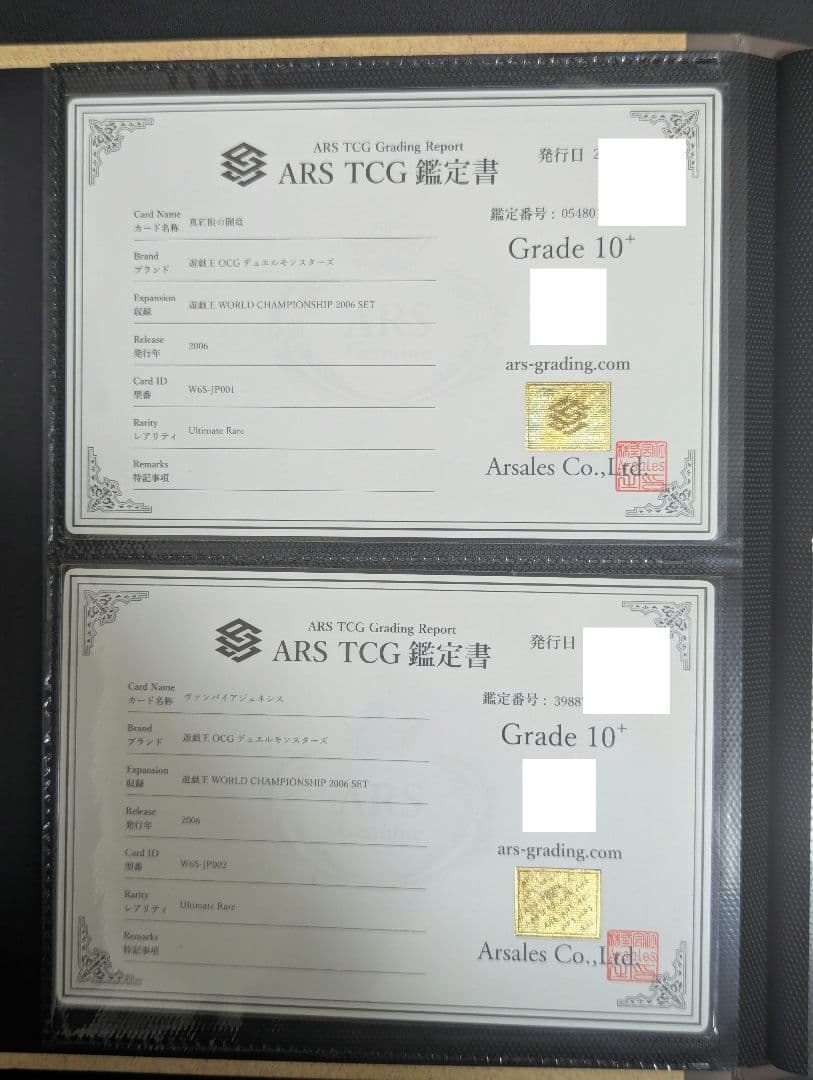 ARS TCG Grading Report
ARS TCG 鑑定書
発行日 2
Card Name
カード名称
真紅眼の闇竜
鑑定番号：05480
Grade 10+
Brand
ブランド
遊戯王 OCG デュエルモンスターズ
Expansion
収録
遊戯王 WORLD CHAMPIONSHIP 2006 SET
Release
発行年
2006
ars-grading.com
Card ID
型番
W6S-JP001
Rarity
レアリティ
Ultimate Rare
Remarks
特記事項
Arsales Co.,Ltd.
ARS TCG Grading Report
ARS TCG 鑑定書
発行日
Card Name
カード名称
ヴァンパイアジェネシス
鑑定番号：3988
Grade 10+
Brand
ブランド
遊戯王 OCG デュエルモンスターズ
Expansion
収録
遊戯王 WORLD CHAMPIONSHIP 2006 SET
Release
発行年
2006
ars-grading.com
Card ID
型番
W6S-JP002
Rarity
レアリティ
Ultimate Rare
Remarks
特記事項
Arsales Co.,Ltd.